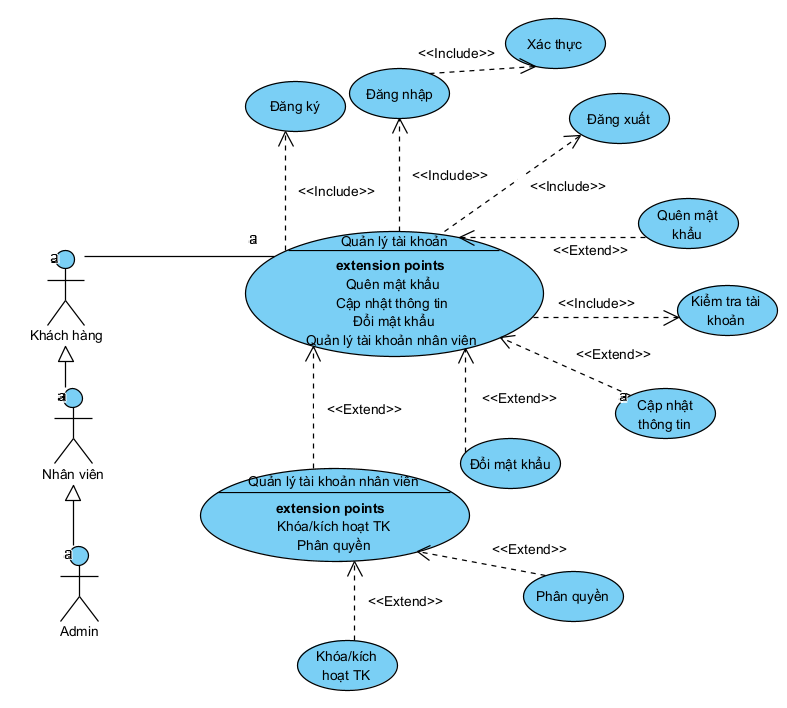 Xác thực
<<Include>>
Đăng nhập
Đăng ký
Đăng xuất
<<Include>>
<<Include>>
<<Include>>
Quên mật
khẩu
a
Quản lý tài khoản
<<Extend>>
a
extension points
Quên mật khẩu
Cập nhật thông tin
Đổi mật khẩu
Quản lý tài khoản nhân viên
<<Include>>
Kiểm tra tài
khoản
Khách hàng
<<Extend>>
a
<<Extend>>
<<Extend>>
a
Cập nhật
thông tin
Nhân viên
Đổi mật khẩu
Quản lý tài khoản nhân viên
extension points
Khóa/kích hoạt TK
Phân quyền
a
<<Extend>>
Phân quyền
<<Extend>>
Admin
Khóa/kích
hoạt TK